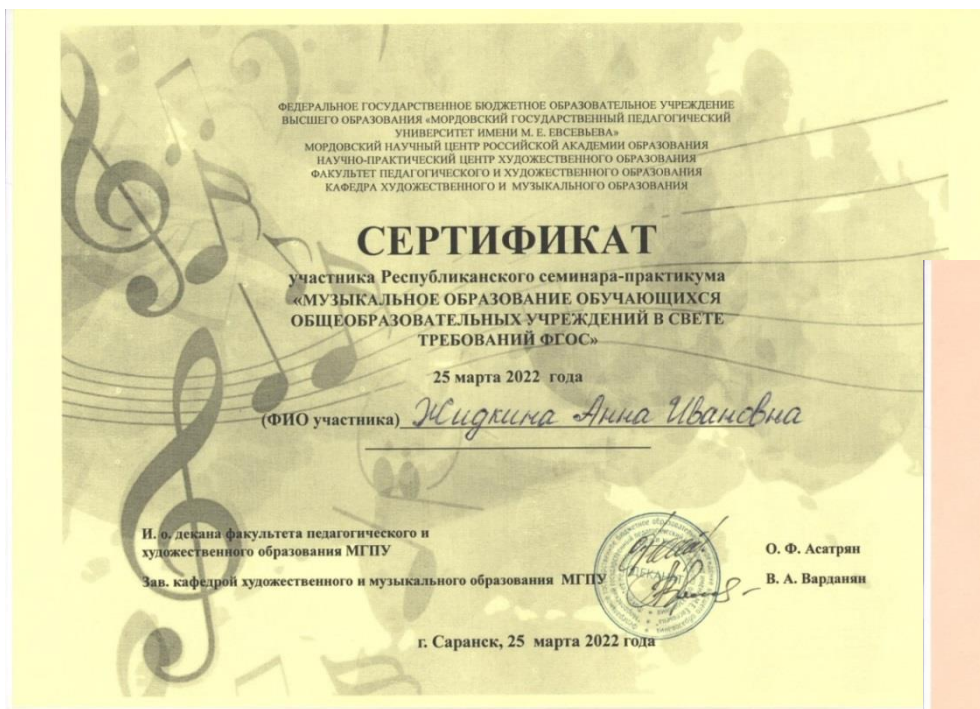 ФЕДЕРАЛЬНОЕ ГОСУДАРСТВЕННОЕ БЮДЖЕТНОЕ ОБРАЗОВАТЕЛЬНОЕ УЧРЕЖДЕНИЕ
ВЫСШЕГО ОБРАЗОВАНИЯ «МОРДОВСКИЙ ГОСУДАРСТВЕННЫЙ ПЕДАГОГИЧЕСКИЙ
УНИВЕРСИТЕТ ИМЕНИ М. Е. ЕВСЕВЬЕВА»
МОРДОВСКИЙ НАУЧНЫЙ ЦЕНТР РОССИЙСКОЙ АКАДЕМИИ ОБРАЗОВАНИЯ
НАУЧНО-ПРАКТИЧЕСКИЙ ЦЕНТР ХУДОЖЕСТВЕННОГО ОБРАЗОВАНИЯ
ФАКУЛЬТЕТ ПЕДАГОГИЧЕСКОГО И ХУДОЖЕСТВЕННОГО ОБРАЗОВАНИЯ
КАФЕДРА ХУДОЖЕСТВЕННОГО И МУЗЫКАЛЬНОГО ОБРАЗОВАНИЯ
СЕРТИФИКАТ
участника Республиканского семинара-практикума
«МУЗЫКАЛЬНОЕ ОБРАЗОВАНИЕ ОБУЧАЮЩИХСЯ
ОБЩЕОБРАЗОВАТЕЛЬНЫХ УЧРЕЖДЕНИЙ В СВЕТЕ
ТРЕБОВАНИЙ ФГОС»
25 марта 2022 года
(ФИО участника) Жидкина Анна Ивановна
И. о. декана факультета педагогического и
художественного образования МГПУ
О. Ф. Асатрян
Зав. кафедрой художественного и музыкального образования МГПУ
В. А. Варданян
ДЕКАНАТ
г. Саранск, 25 марта 2022 года